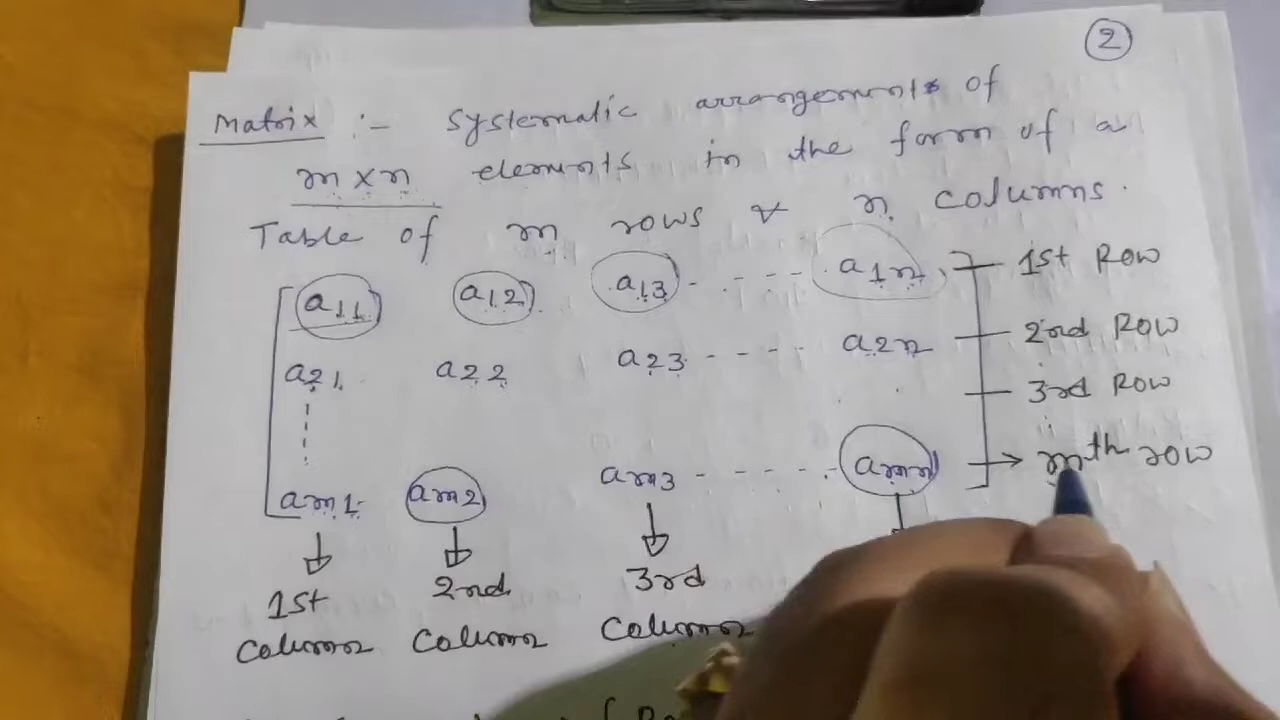 2
Matrix :- Systematic arrangements of
m x n elements in the form of a
Table of m rows & n columns.
a11 a12 a13 - - - - - a1n 1st Row
a21 a22 a23 - - - - a2n 2nd Row
3rd Row
am1 am2 am3 - - - - - amn → mth row
1st 2nd 3rd
Column Column Column